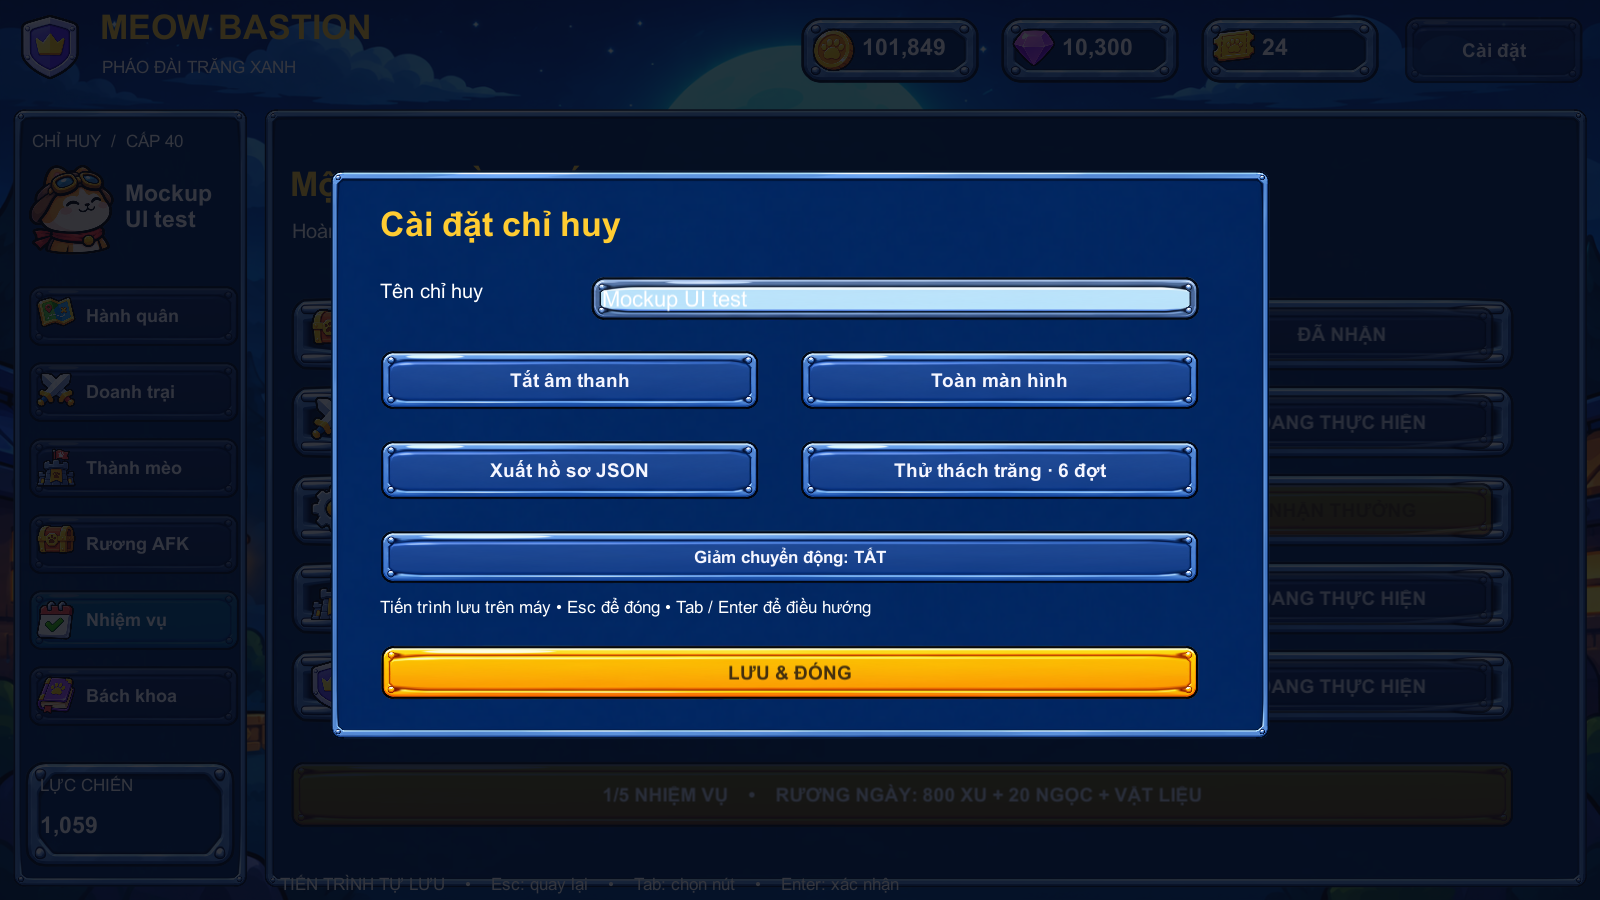 MEOW BASTION
PHÁO ĐÀI TRĂNG XANH
101,849
10,300
24
Cài đặt
CHỈ HUY / CẤP 40
Mockup
UI test
Hành quân
Doanh trại
Thành mèo
Rương AFK
Nhiệm vụ
Bách khoa
LỰC CHIẾN
1,059
Cài đặt chỉ huy
Tên chỉ huy
Mockup UI test
Tắt âm thanh
Toàn màn hình
Xuất hồ sơ JSON
Thử thách trăng · 6 đợt
Giảm chuyển động: TẮT
Tiến trình lưu trên máy • Esc để đóng • Tab / Enter để điều hướng
LƯU & ĐÓNG
ĐÃ NHẬN
ANG THỰC HIỆN
NHẬN THƯỞNG
ANG THỰC HIỆN
ANG THỰC HIỆN
1/5 NHIỆM VỤ • RƯƠNG NGÀY: 800 XU + 20 NGỌC + VẬT LIỆU
TIẾN TRÌNH TỰ LƯU • Esc: quay lại • Tab: chọn nút • Enter: xác nhận